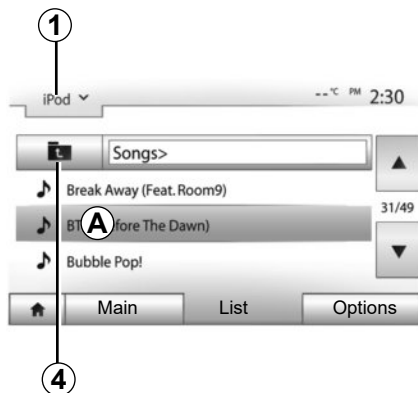 1
iPod --°C PM 2:30
Songs>
Break Away (Feat. Room9)
31/49
A fore The Dawn)
Bubble Pop!
Main List Options
4